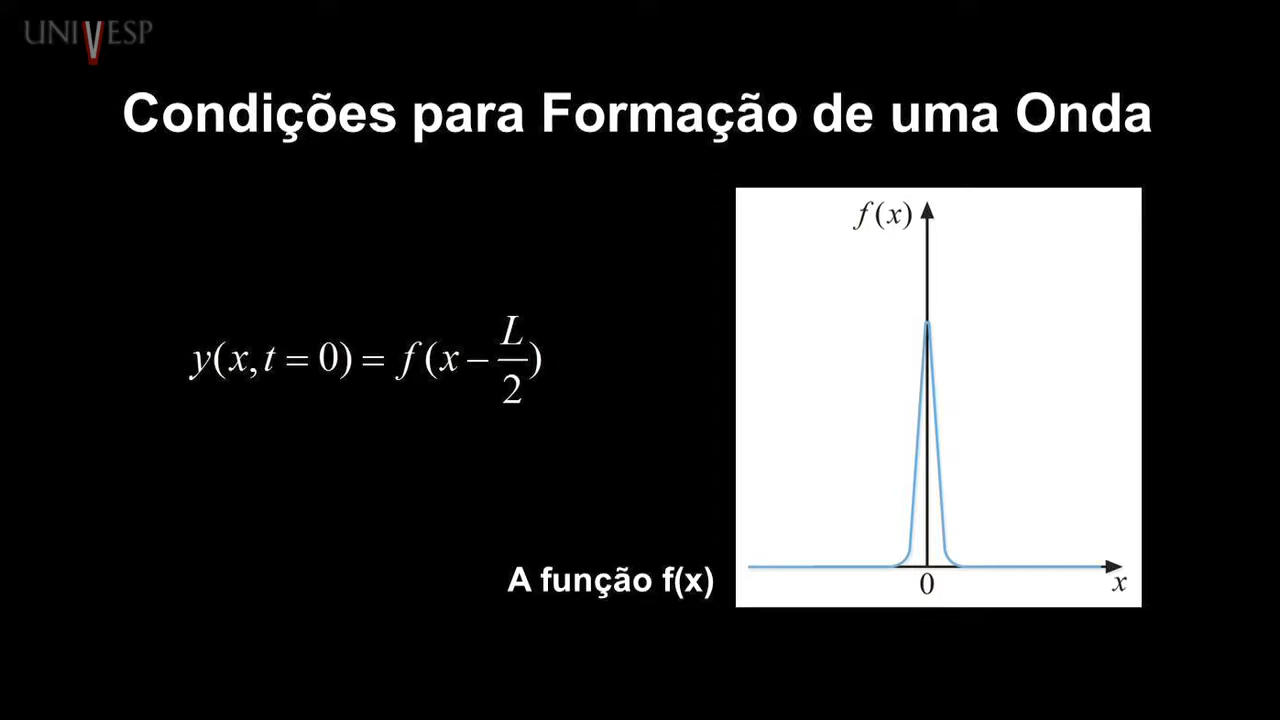 UNIVESP
Condições para Formação de uma Onda
f(x)
y(x,t=0)=f(x−L/2)
A função f(x)
0
x